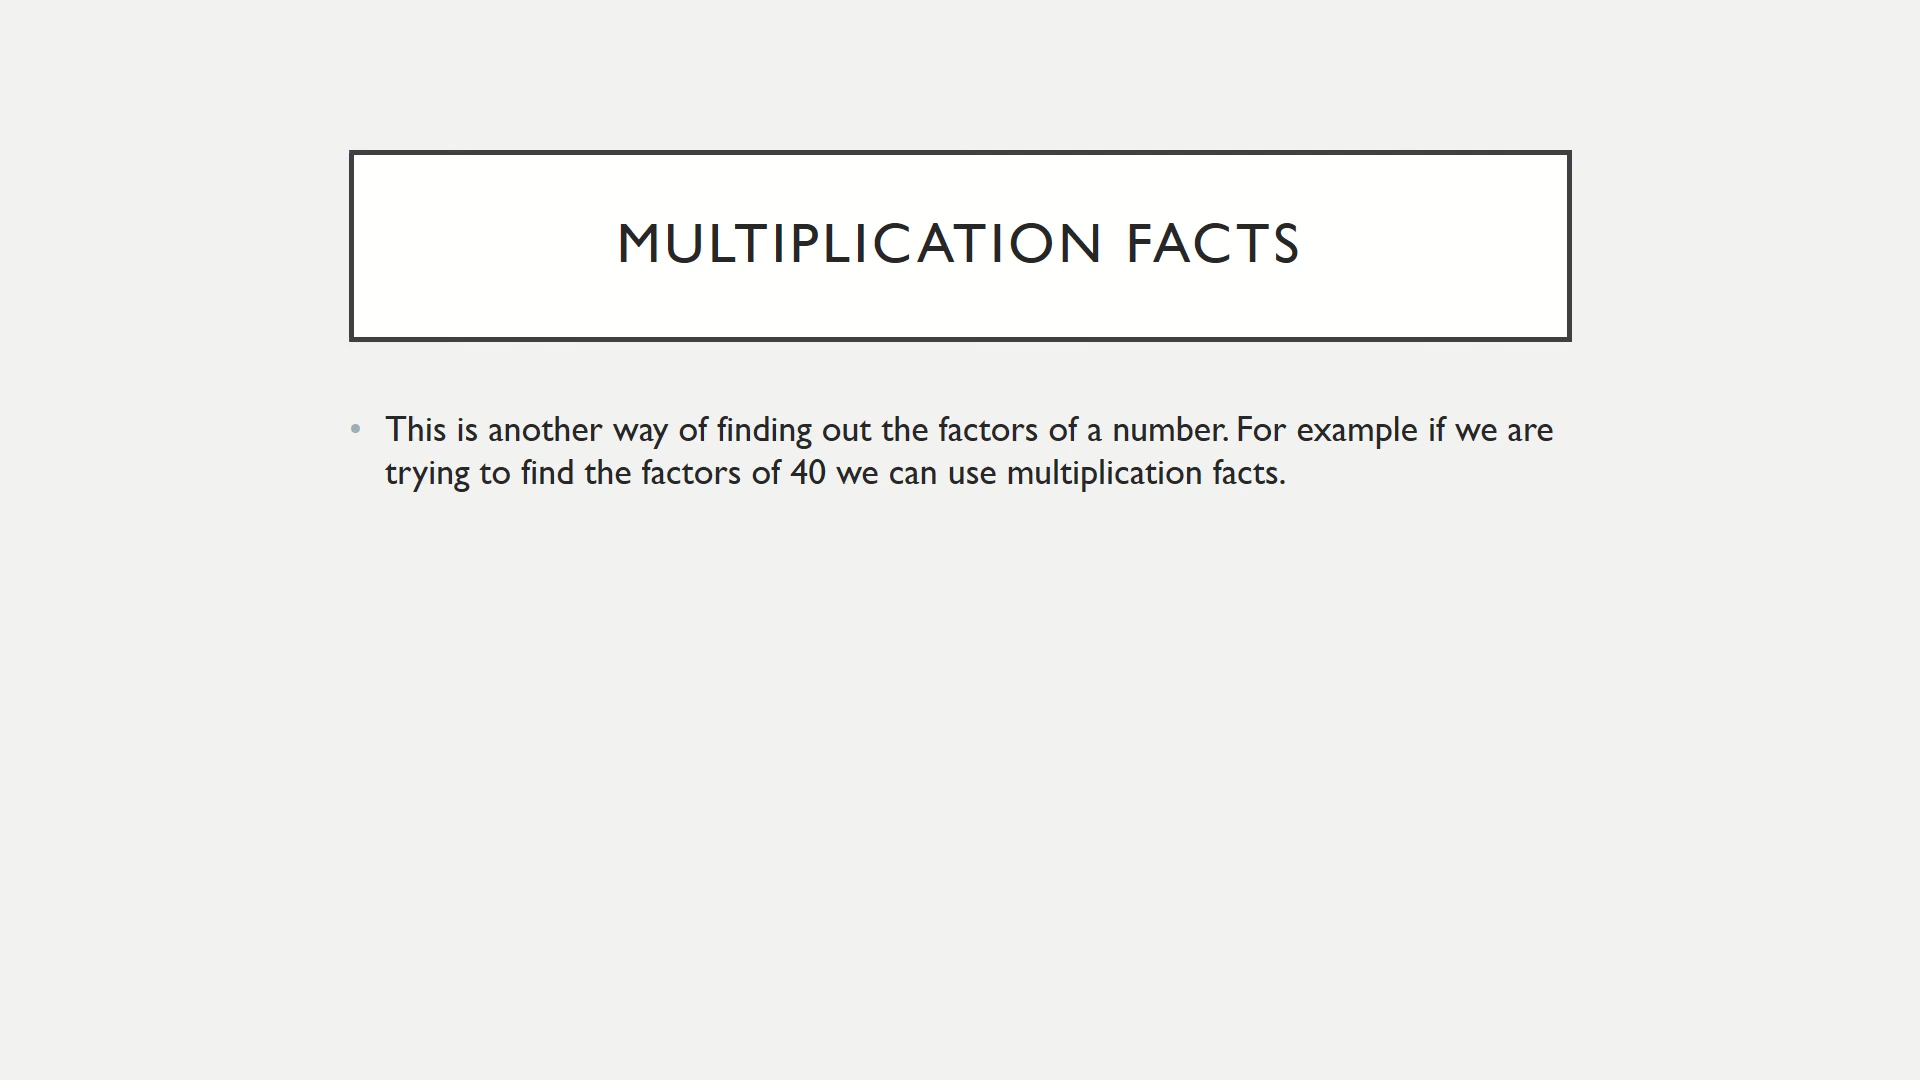 MULTIPLICATION FACTS
• This is another way of finding out the factors of a number. For example if we are
trying to find the factors of 40 we can use multiplication facts.